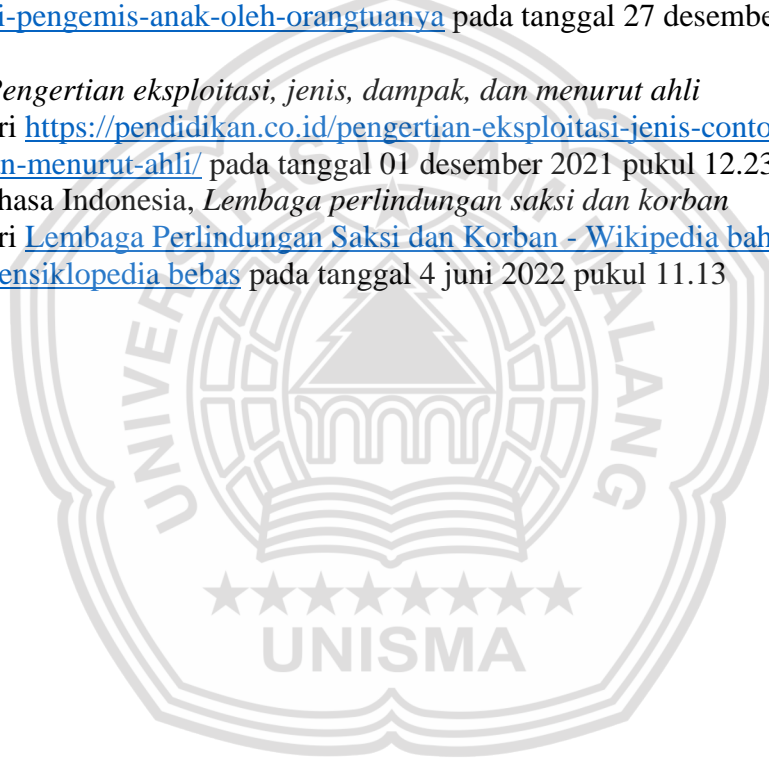 i-pengemis-anak-oleh-orangtuanya pada tanggal 27 desembe
Pengertian eksploitasi, jenis, dampak, dan menurut ahli
ri https://pendidikan.co.id/pengertian-eksploitasi-jenis-conto
n-menurut-ahli/ pada tanggal 01 desember 2021 pukul 12.23
hasa Indonesia, Lembaga perlindungan saksi dan korban
ri Lembaga Perlindungan Saksi dan Korban - Wikipedia bah
ensiklopedia bebas pada tanggal 4 juni 2022 pukul 11.13
UNIVERSITAS ISLAM MALANG
UNISMA